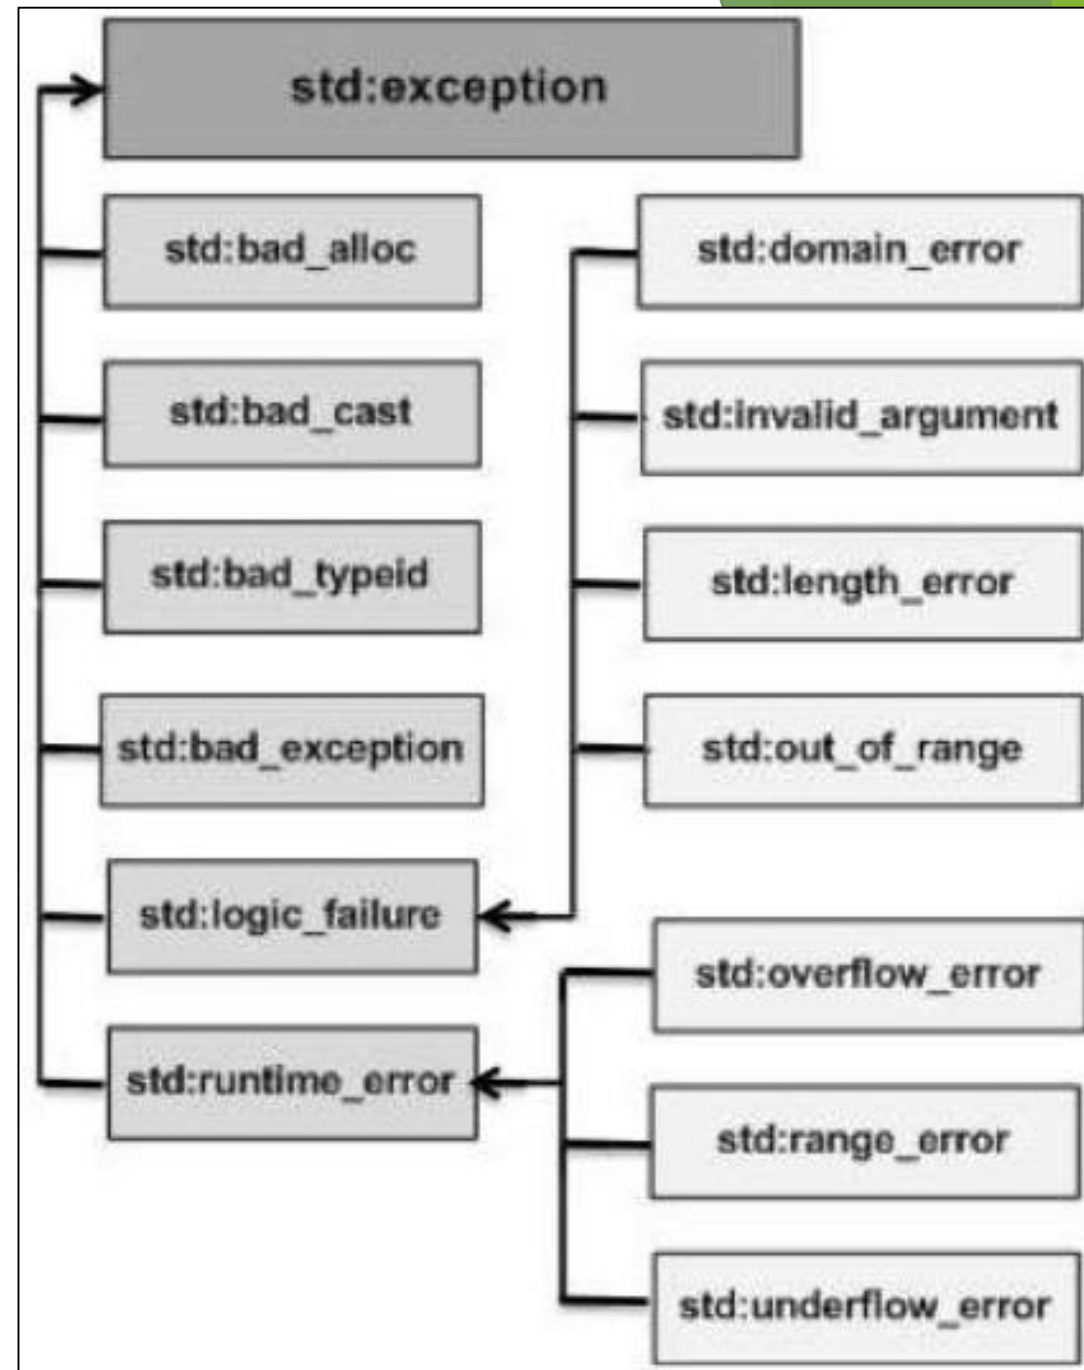 std:exception
std:bad_alloc
std:bad_cast
std:bad_typeid
std:bad_exception
std:logic_failure
std:runtime_error
std:domain_error
std:invalid_argument
std:length_error
std:out_of_range
std:overflow_error
std:range_error
std:underflow_error